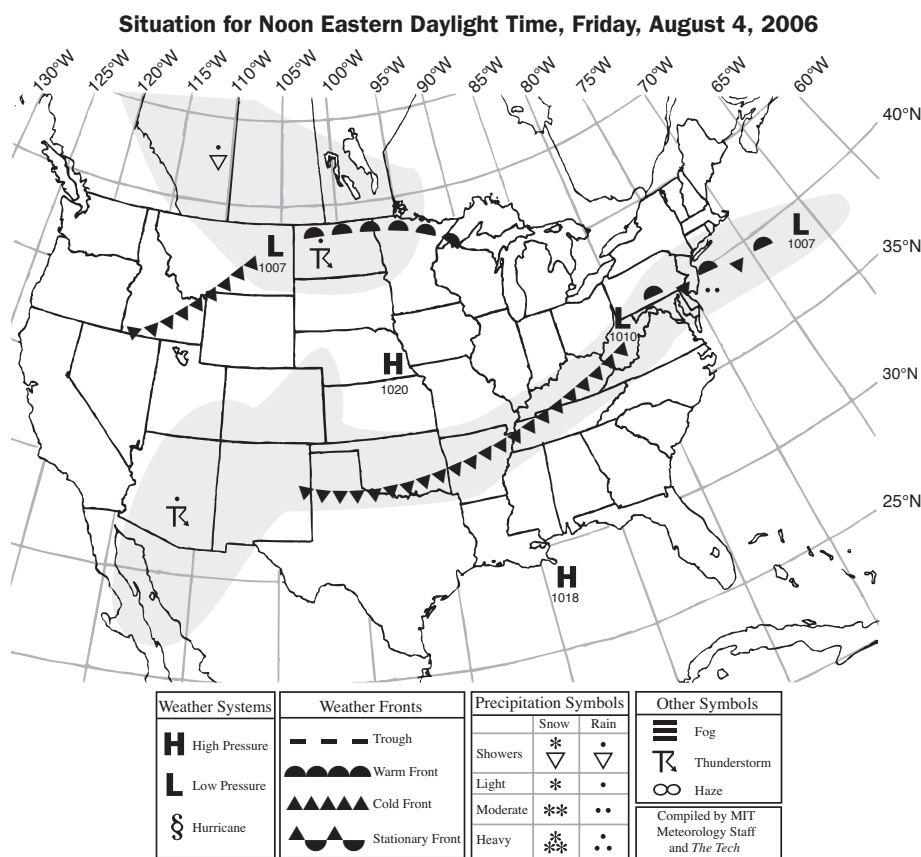 Situation for Noon Eastern Daylight Time, Friday, August 4, 2006
130°W
125°W
120°W
115°W
110°W
105°W
100°W
95°W
90°W
85°W
80°W
75°W
70°W
65°W
60°W
40°N
35°N
30°N
25°N
L
1007
L
1007
L
1010
H
1020
H
1018
Weather Systems
H High Pressure
L Low Pressure
§ Hurricane
Weather Fronts
Trough
Warm Front
Cold Front
Stationary Front
Precipitation Symbols
Snow Rain
Showers
Light
Moderate
Heavy
Other Symbols
Fog
Thunderstorm
Haze
Compiled by MIT
Meteorology Staff
and The Tech